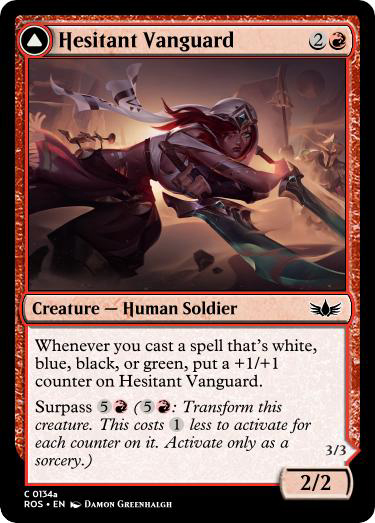 Hesitant Vanguard 2
Creature — Human Soldier
Whenever you cast a spell that's white,
blue, black, or green, put a +1/+1
counter on Hesitant Vanguard.
Surpass 5 (5: Transform this
creature. This costs 1 less to activate for
each counter on it. Activate only as a
sorcery.)
3/3
2/2
C 0134a
ROS • EN Damon Greenhalgh